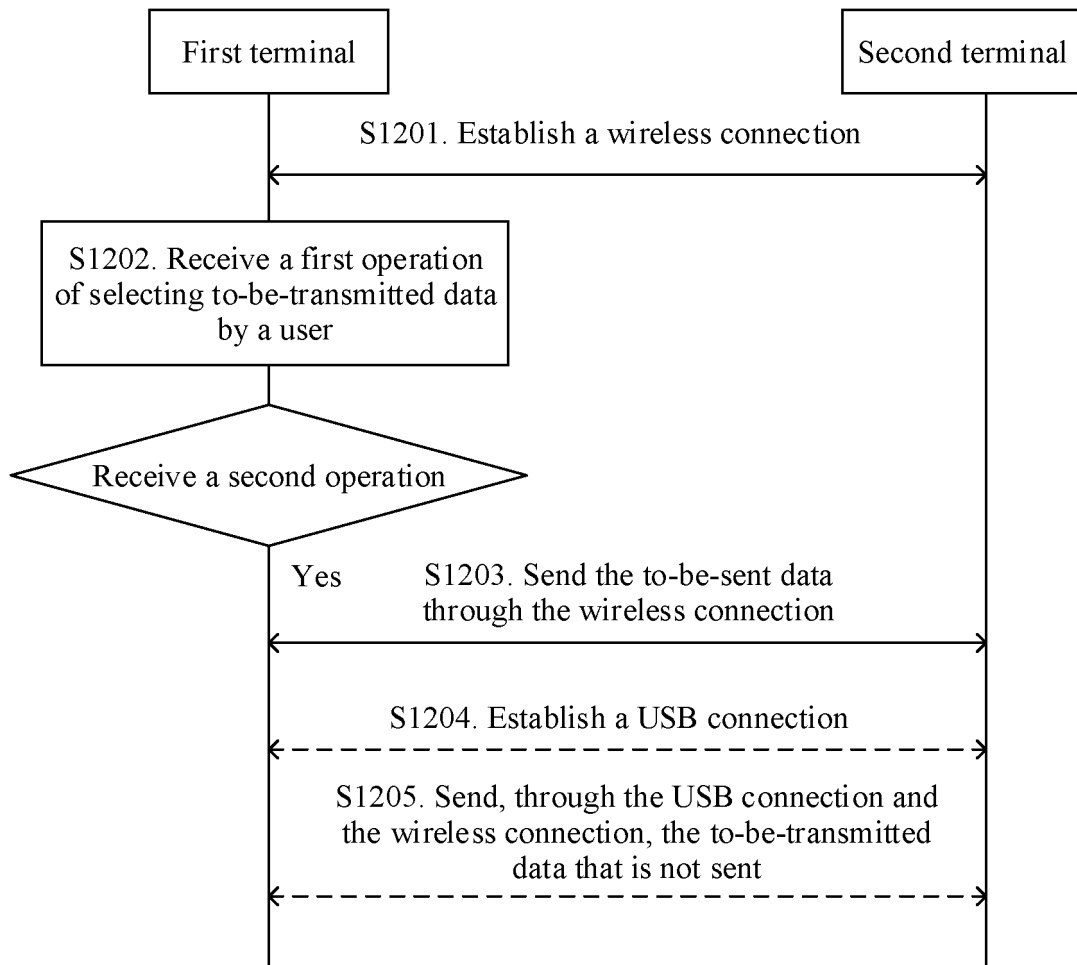 First terminal
Second terminal
S1201. Establish a wireless connection
S1202. Receive a first operation
of selecting to-be-transmitted data
by a user
Receive a second operation
Yes
S1203. Send the to-be-sent data
through the wireless connection
S1204. Establish a USB connection
S1205. Send, through the USB connection and
the wireless connection, the to-be-transmitted
data that is not sent